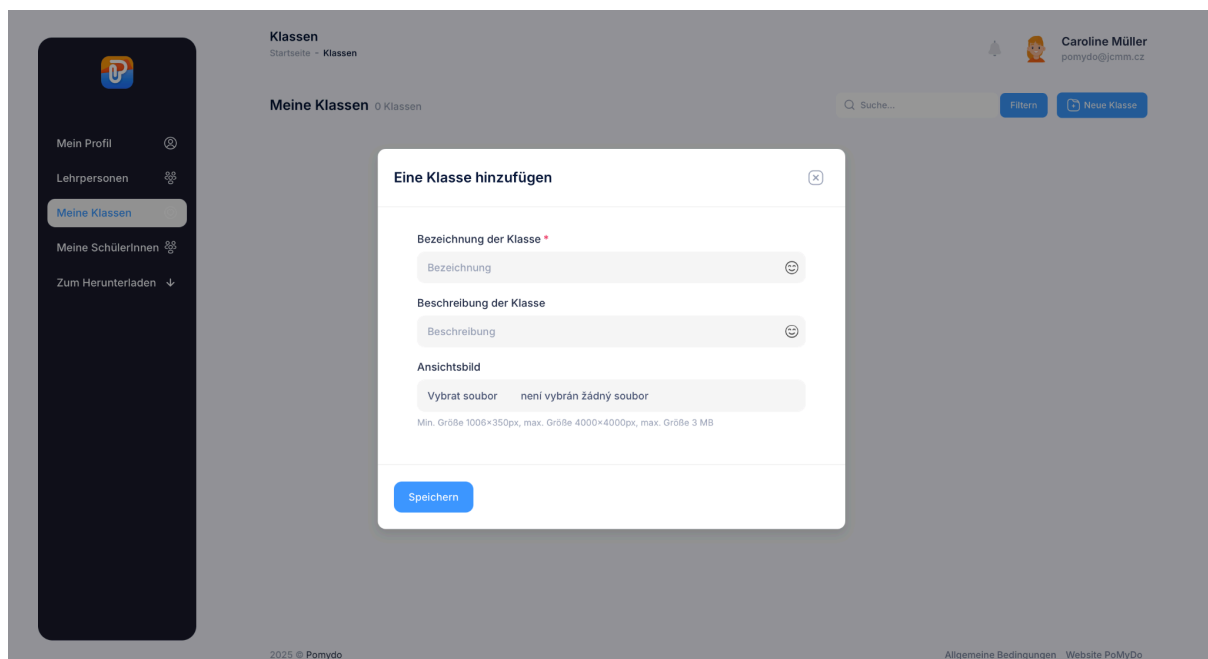 Klassen
Startseite - Klassen
Caroline Müller
pomydo@jcmm.cz
Meine Klassen 0 Klassen
Suche...
Filtern
Neue Klasse
Mein Profil
Lehrpersonen
Meine Klassen
Meine SchülerInnen
Zum Herunterladen
Eine Klasse hinzufügen
Bezeichnung der Klasse *
Bezeichnung
Beschreibung der Klasse
Beschreibung
Ansichtsbild
Vybrat soubor není vybrán žádný soubor
Min. Größe 1006×350px, max. Größe 4000×4000px, max. Größe 3 MB
Speichern
2025 © Pomydo
Allgemeine Bedingungen Website PoMyDo